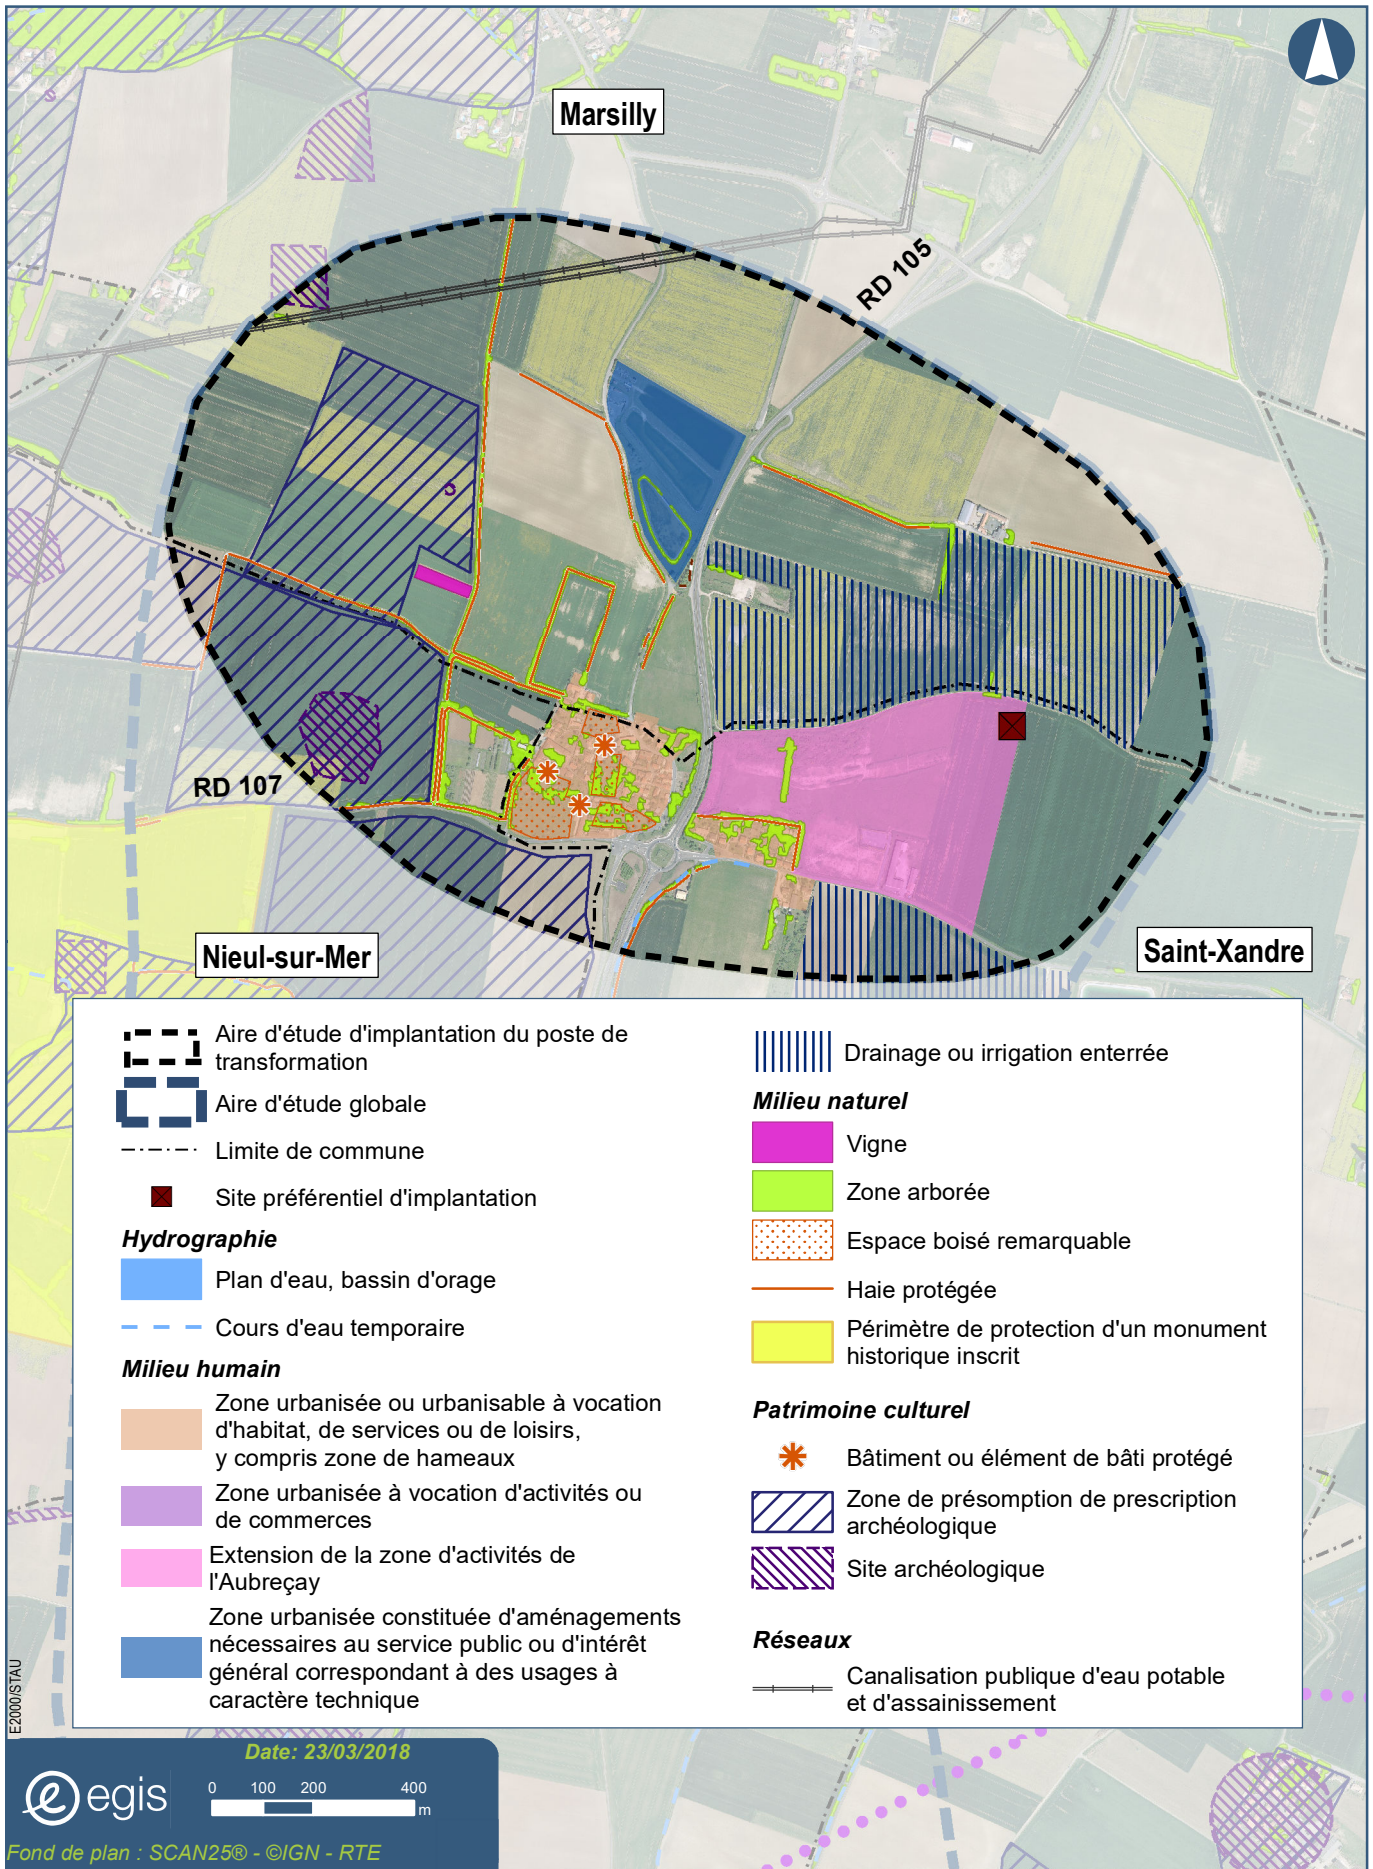 Marsilly
RD 105
RD 107
Nieul-sur-Mer
Saint-Xandre
Aire d'étude d'implantation du poste de
transformation
Aire d'étude globale
Limite de commune
Site préférentiel d'implantation
Hydrographie
Plan d'eau, bassin d'orage
Cours d'eau temporaire
Milieu humain
Zone urbanisée ou urbanisable à vocation
d'habitat, de services ou de loisirs,
y compris zone de hameaux
Zone urbanisée à vocation d'activités ou
de commerces
Extension de la zone d'activités de
l'Aubreçay
Zone urbanisée constituée d'aménagements
nécessaires au service public ou d'intérêt
général correspondant à des usages à
caractère technique
Drainage ou irrigation enterrée
Milieu naturel
Vigne
Zone arborée
Espace boisé remarquable
Haie protégée
Périmètre de protection d'un monument
historique inscrit
Patrimoine culturel
Bâtiment ou élément de bâti protégé
Zone de présomption de prescription
archéologique
Site archéologique
Réseaux
Canalisation publique d'eau potable
et d'assainissement
E2000/STAU
Date: 23/03/2018
egis
0 100 200 400
m
Fond de plan : SCAN25® - ©IGN - RTE